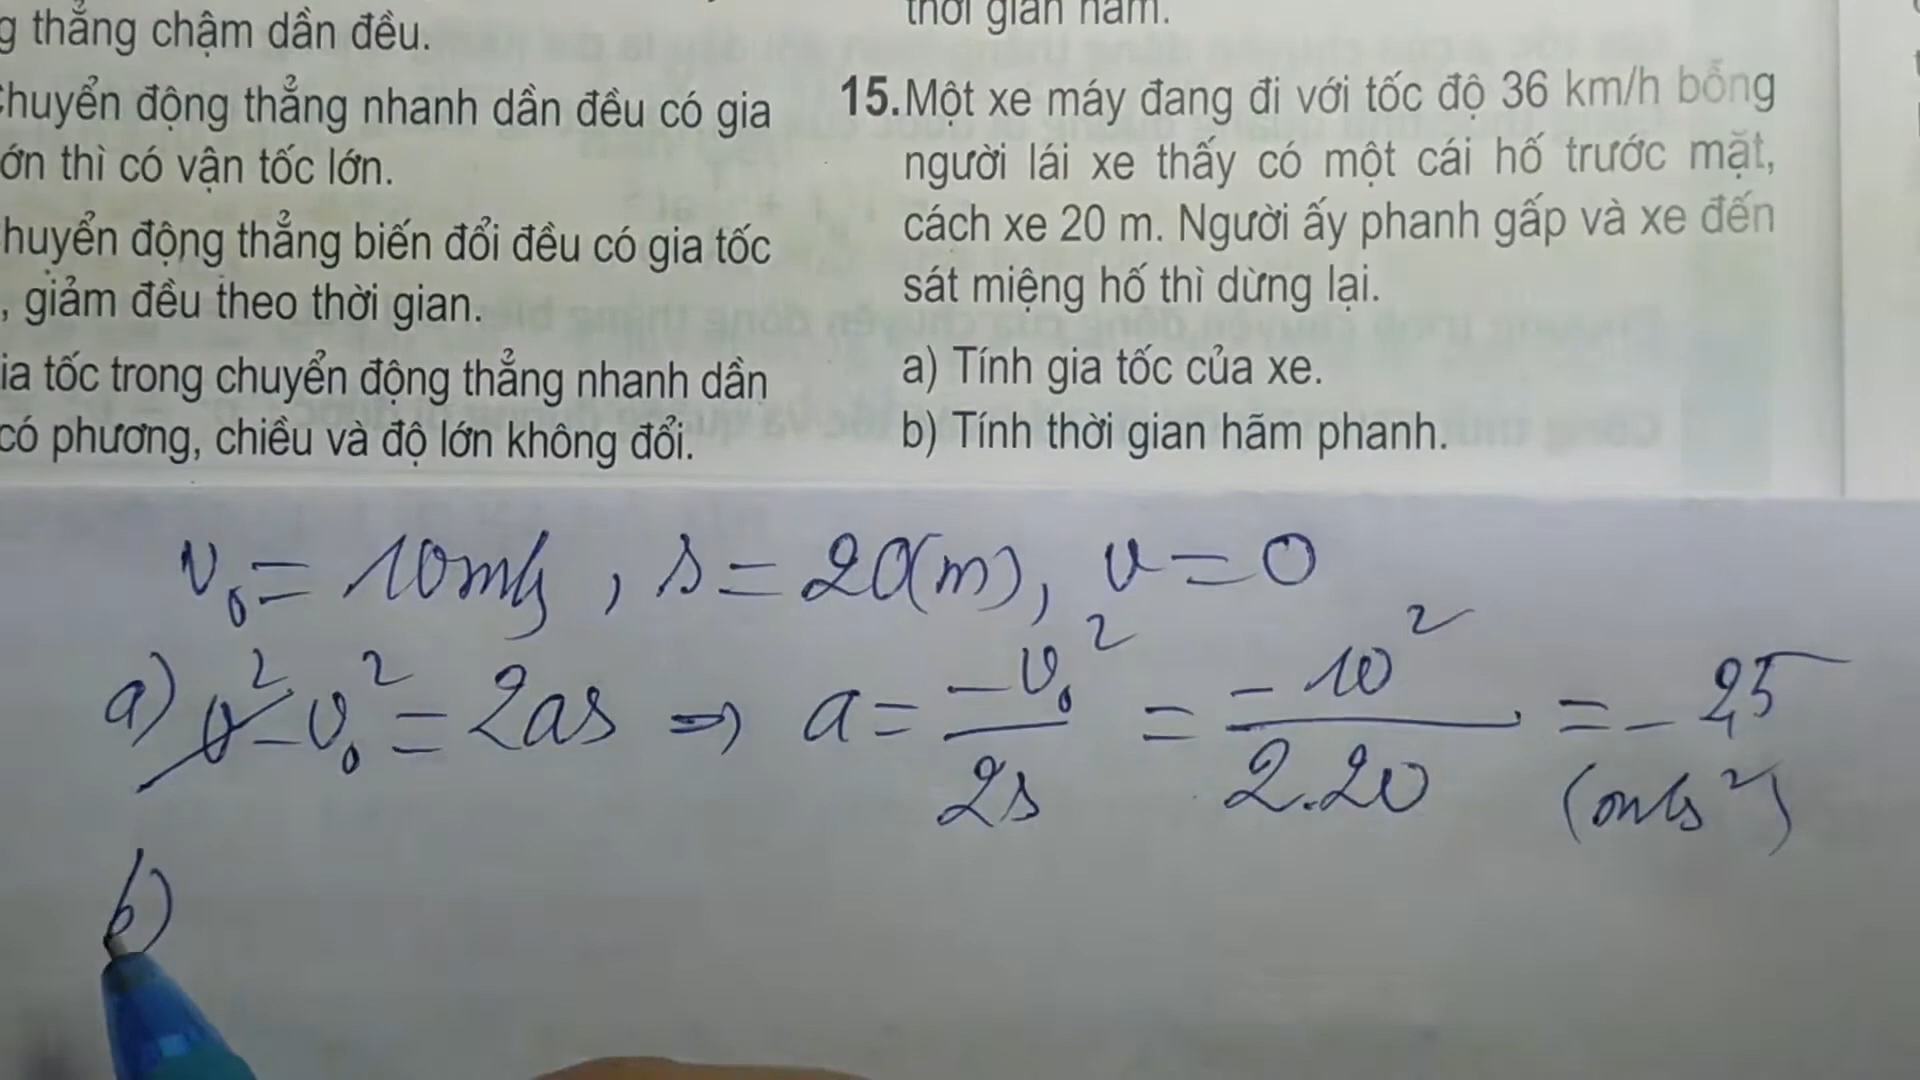 g thẳng chậm dần đều.
chuyển động thẳng nhanh dần đều có gia
ớn thì có vận tốc lớn.
huyển động thẳng biến đổi đều có gia tốc
, giảm đều theo thời gian.
ia tốc trong chuyển động thẳng nhanh dần
có phương, chiều và độ lớn không đổi.
thời gian hãm.
15. Một xe máy đang đi với tốc độ 36 km/h bỗng
người lái xe thấy có một cái hố trước mặt,
cách xe 20 m. Người ấy phanh gấp và xe đến
sát miệng hố thì dừng lại.
a) Tính gia tốc của xe.
b) Tính thời gian hãm phanh.
v₀ = 10m/s, s = 20(m), v = 0
a) v² - v₀² = 2as ⇒ a = -v₀²/2s = -10²/2.20 = -2,5
(m/s²)
b)